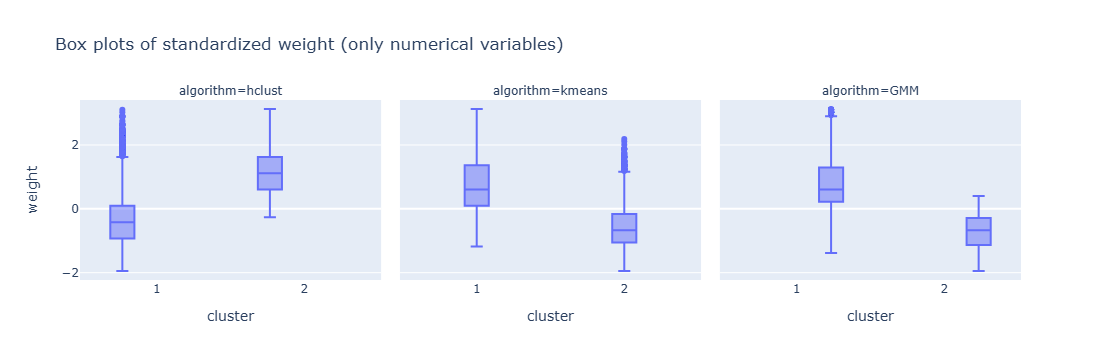 Box plots of standardized weight (only numerical variables)
algorithm=hclust
algorithm=kmeans
algorithm=GMM
weight
2
0
−2
1
2
1
2
1
2
cluster
cluster
cluster